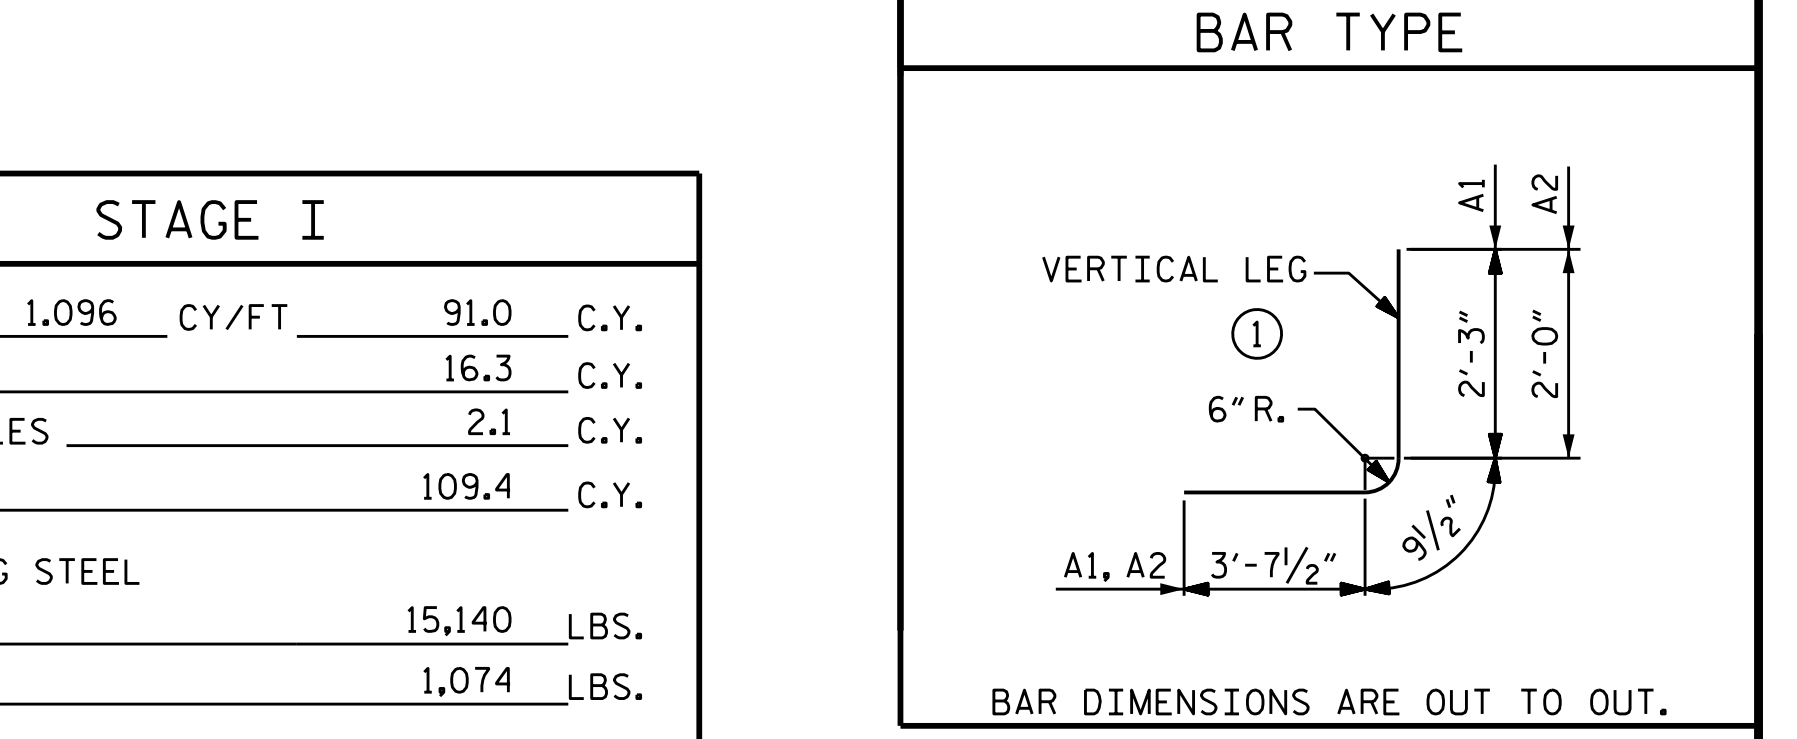 STAGE I
1.096 CY/FT 91.0 C.Y.
16.3 C.Y.
LES 2.1 C.Y.
109.4 C.Y.
G STEEL
15,140 LBS.
1,074 LBS.
BAR TYPE
A1
A2
VERTICAL LEG
1
2'-3"
2'-0"
6" R.
9½"
A1, A2 3'-7½"
BAR DIMENSIONS ARE OUT TO OUT.